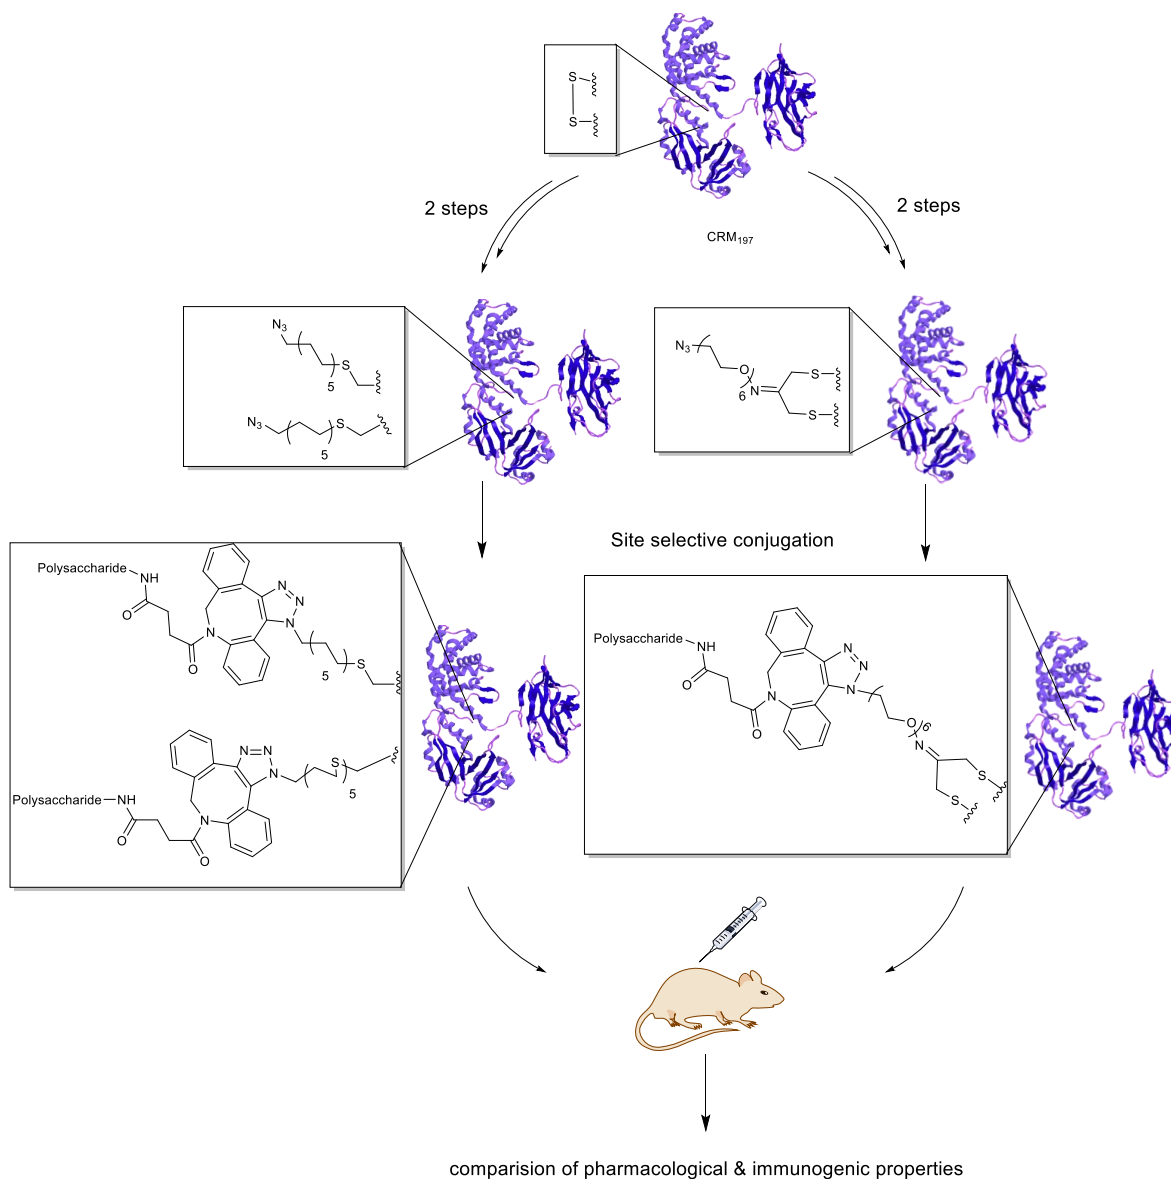 S
S
2 steps
2 steps
CRM197
N3
S
5
N3
S
5
N3
O
6
N
S
S
Site selective conjugation
Polysaccharide
NH
O
N
O
N
N
N
S
5
Polysaccharide
NH
O
N
O
N
N
N
S
5
Polysaccharide
NH
O
N
O
N
N
N
O
6
N
S
S
comparision of pharmacological & immunogenic properties